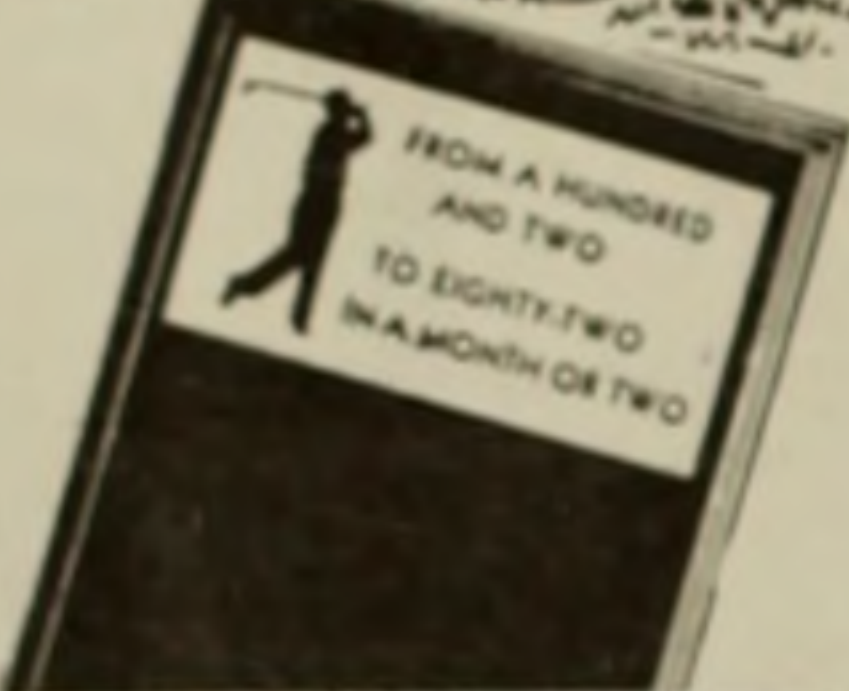 FROM A HUNDRED
AND TWO
TO EIGHTY-TWO
IN A MONTH OR TWO